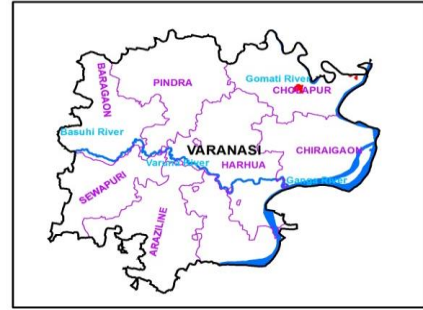 BARAGAON
PINDRA
Gomati River
CHOLAPUR
Basuhi River
VARANASI
Varuna River
HARHUA
CHIRAIGAON
Ganga River
SEWAPURI
ARAZILINE